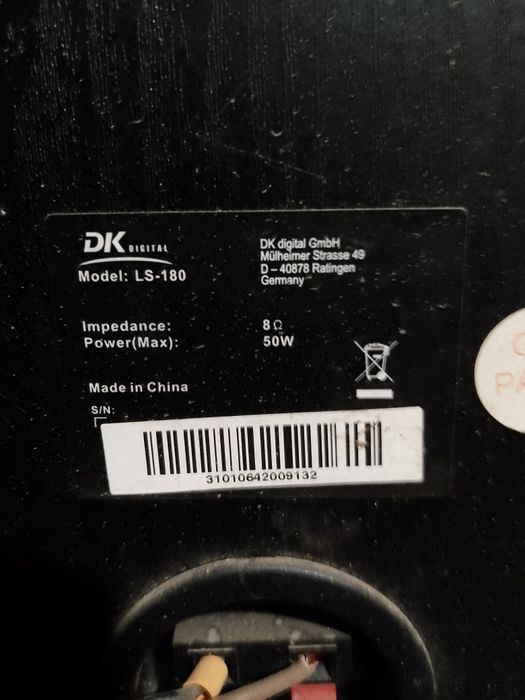 DK DIGITAL
Model: LS-180
DK digital GmbH
Mülheimer Strasse 49
D – 40878 Ratingen
Germany
Impedance: 8Ω
Power(Max): 50W
Made in China
S/N:
31010642009132